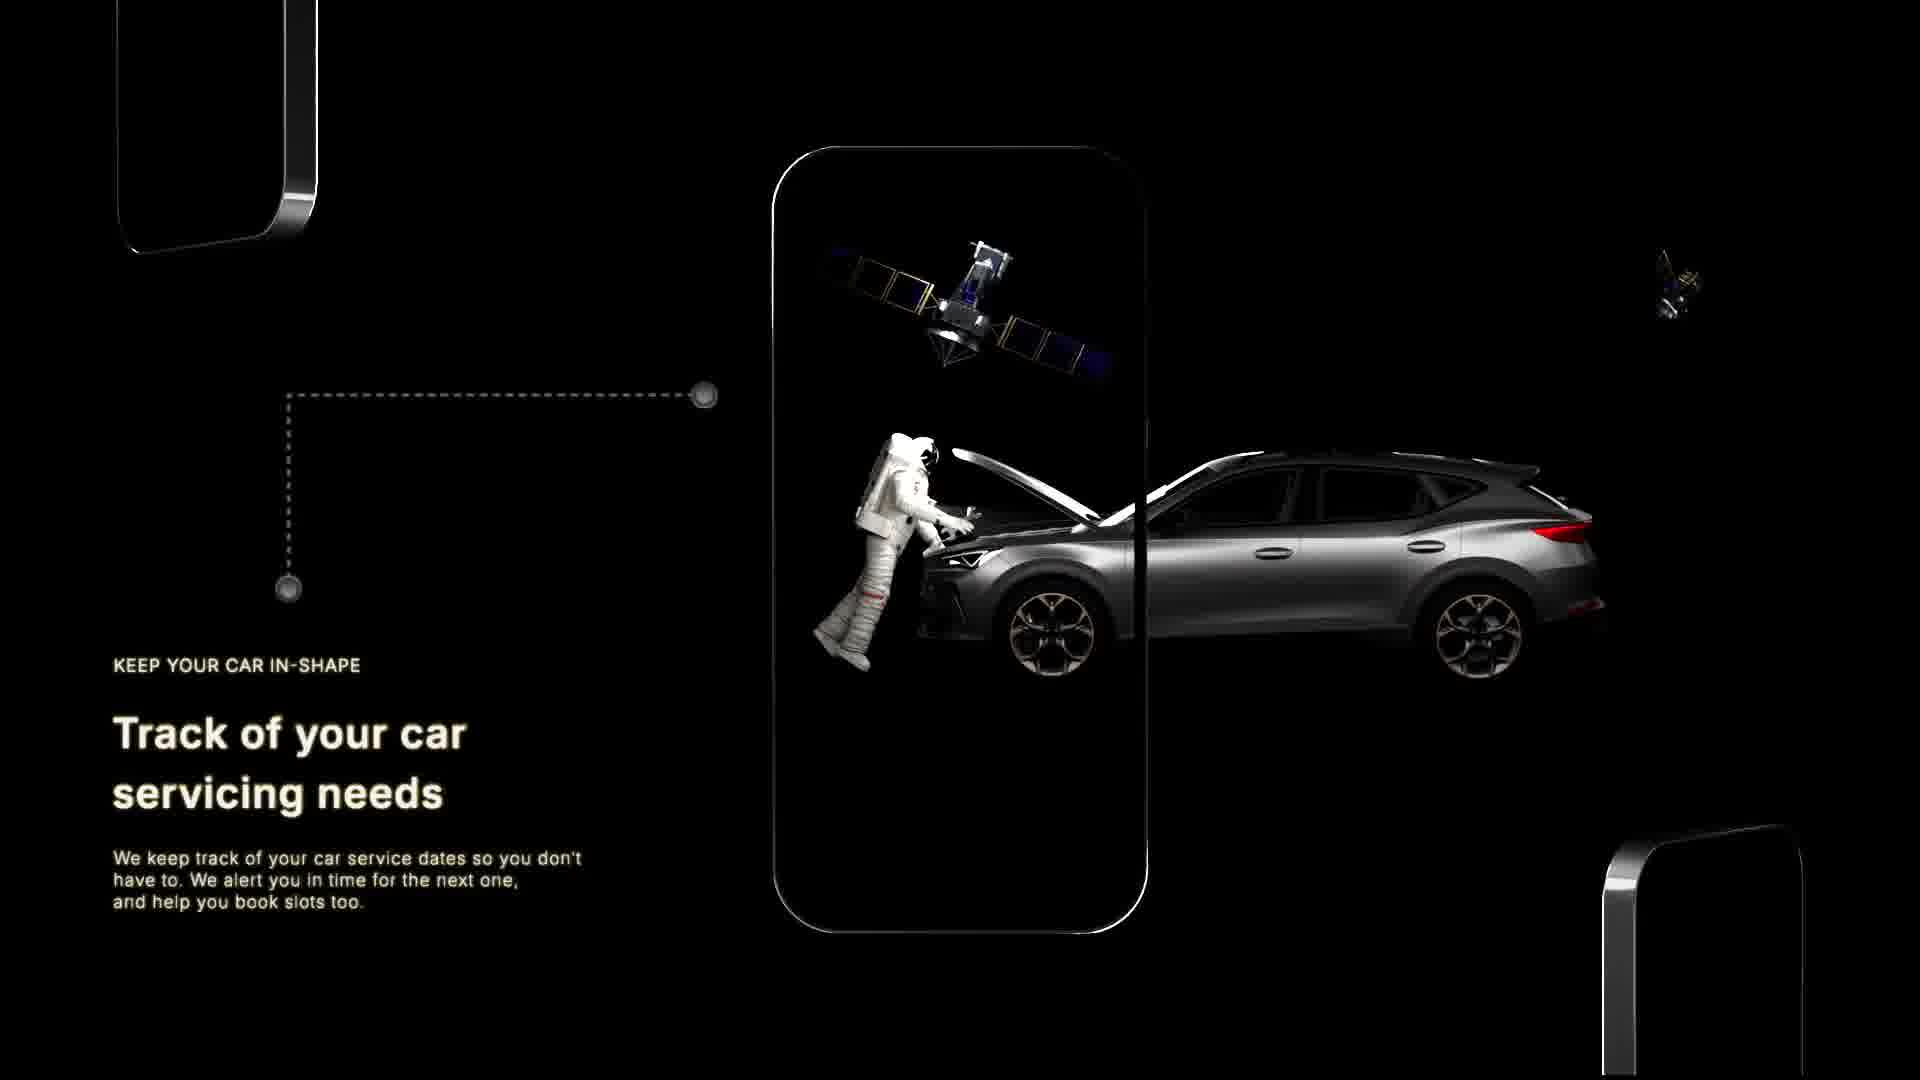 KEEP YOUR CAR IN-SHAPE
Track of your car
servicing needs
We keep track of your car service dates so you don't
have to. We alert you in time for the next one,
and help you book slots too.